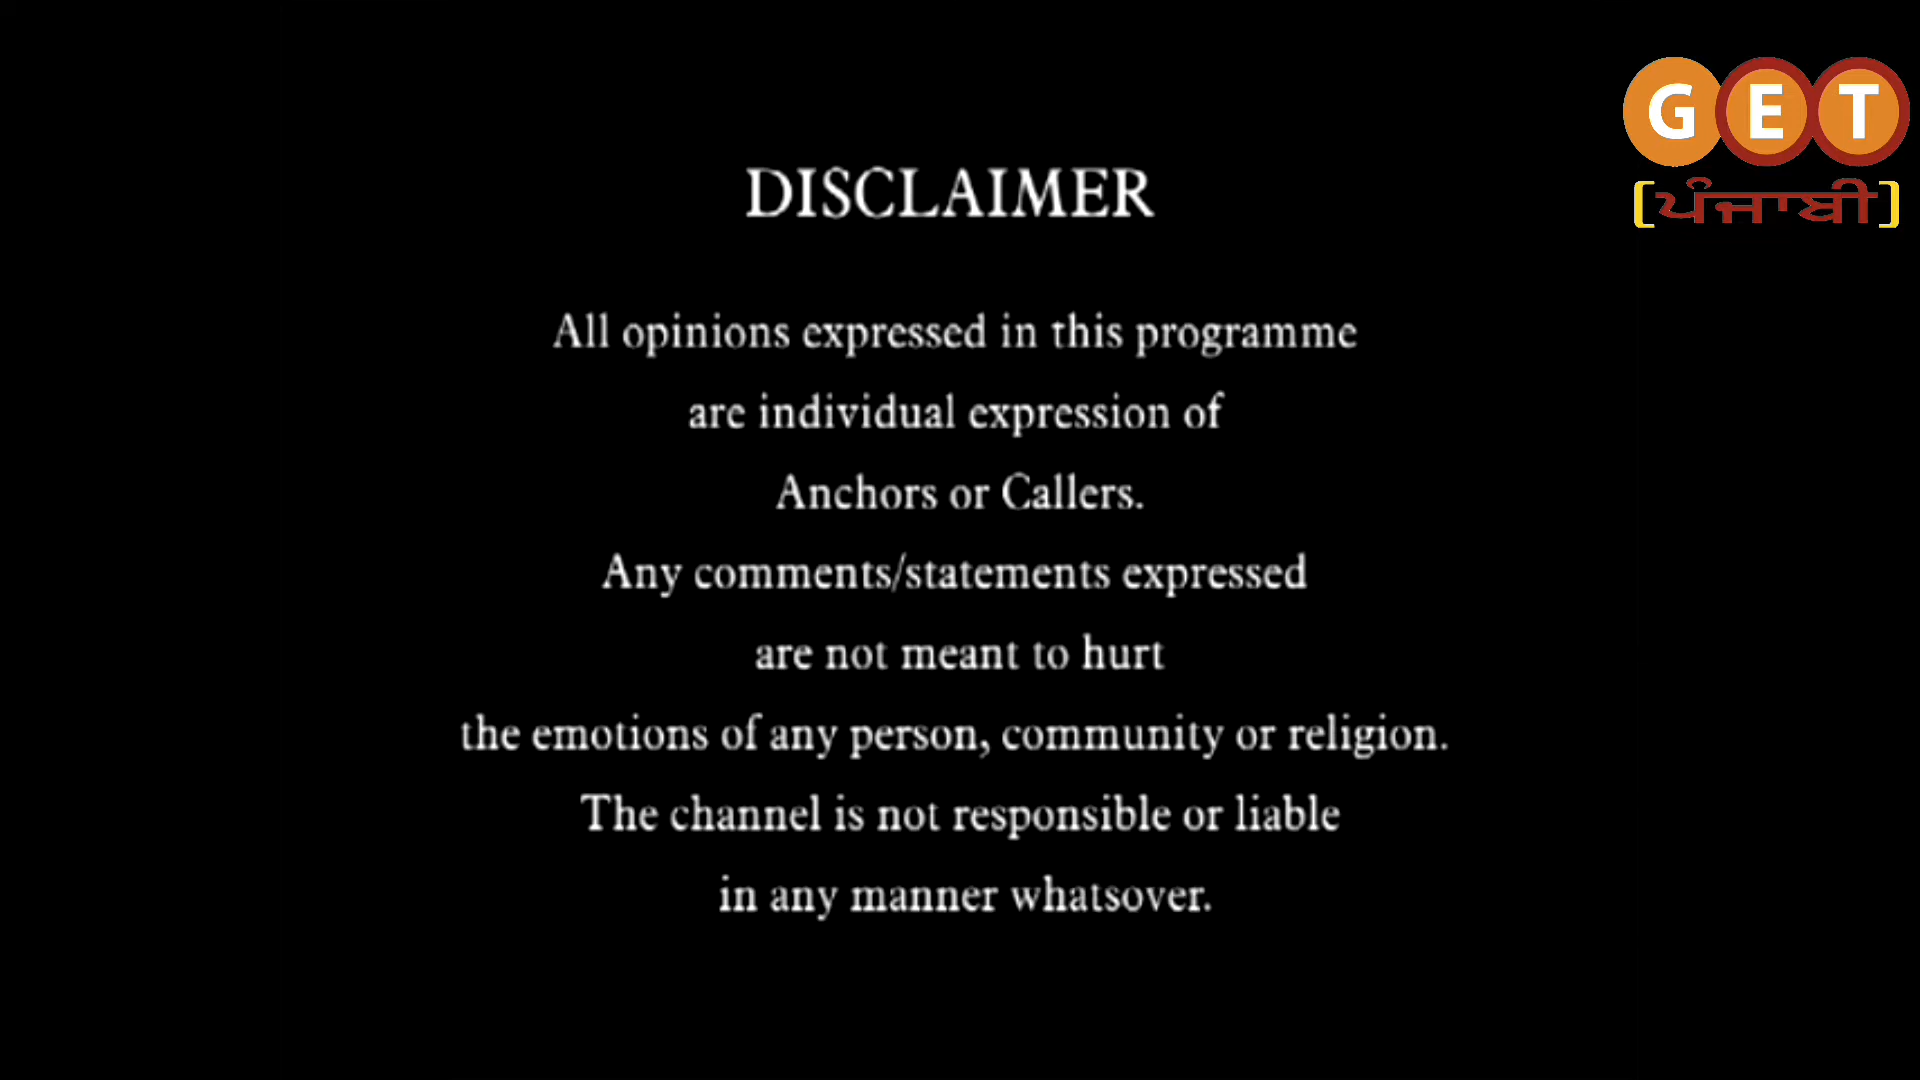 GET
[ਪੰਜਾਬੀ]
DISCLAIMER
All opinions expressed in this programme
are individual expression of
Anchors or Callers.
Any comments/statements expressed
are not meant to hurt
the emotions of any person, community or religion.
The channel is not responsible or liable
in any manner whatsover.